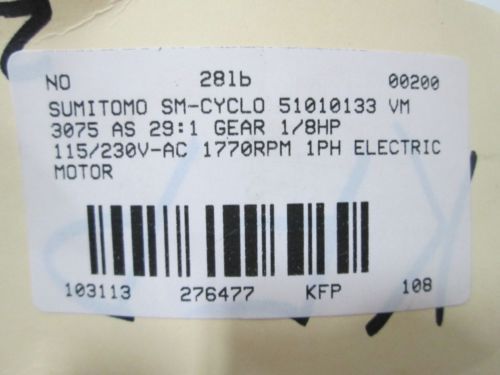 NO 28lb 00200
SUMITOMO SM-CYCLO 51010133 VM
3075 AS 29:1 GEAR 1/8HP
115/230V-AC 1770RPM 1PH ELECTRIC
MOTOR
103113 276477 KFP 108